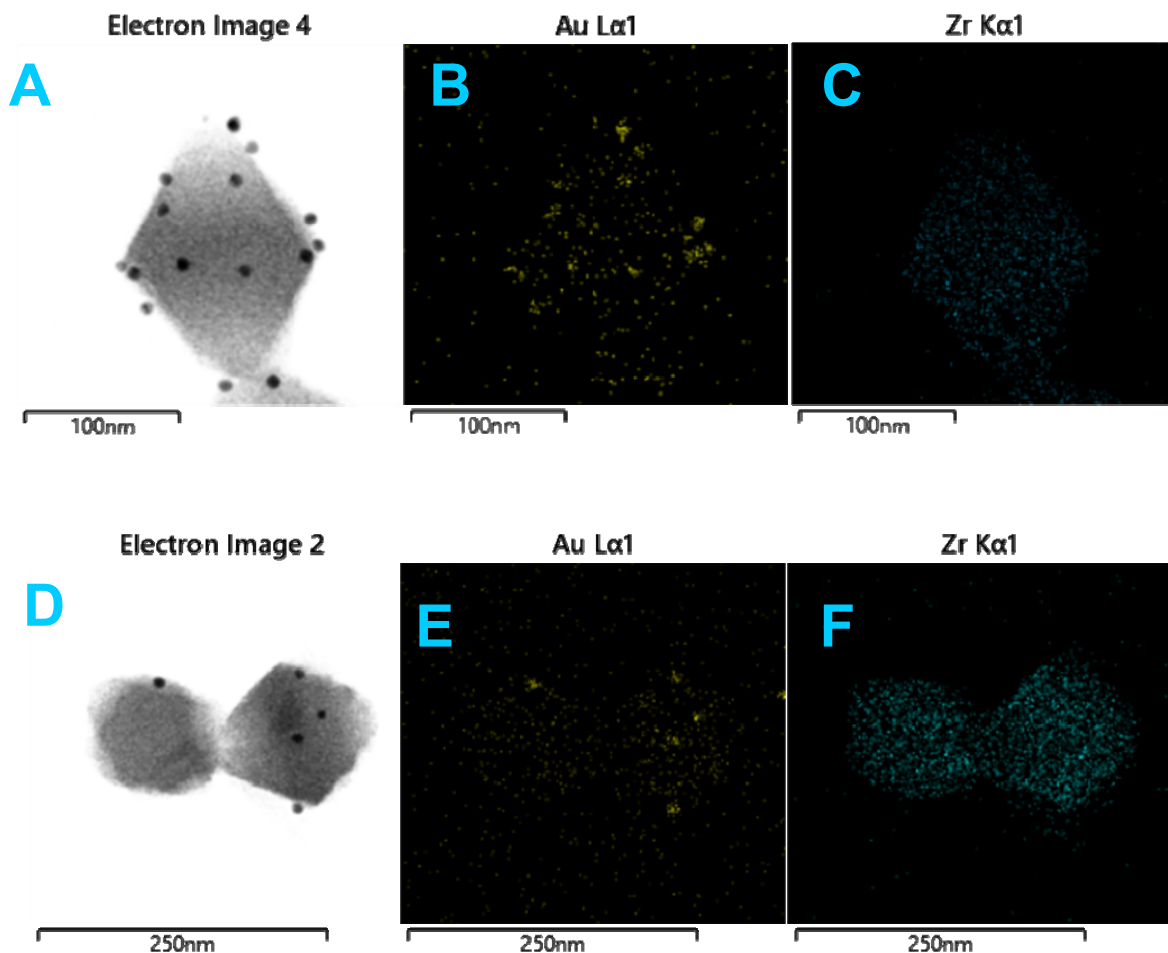 Electron Image 4
Au Lα1
Zr Kα1
A
B
C
100nm
100nm
100nm
Electron Image 2
Au Lα1
Zr Kα1
D
E
F
250nm
250nm
250nm